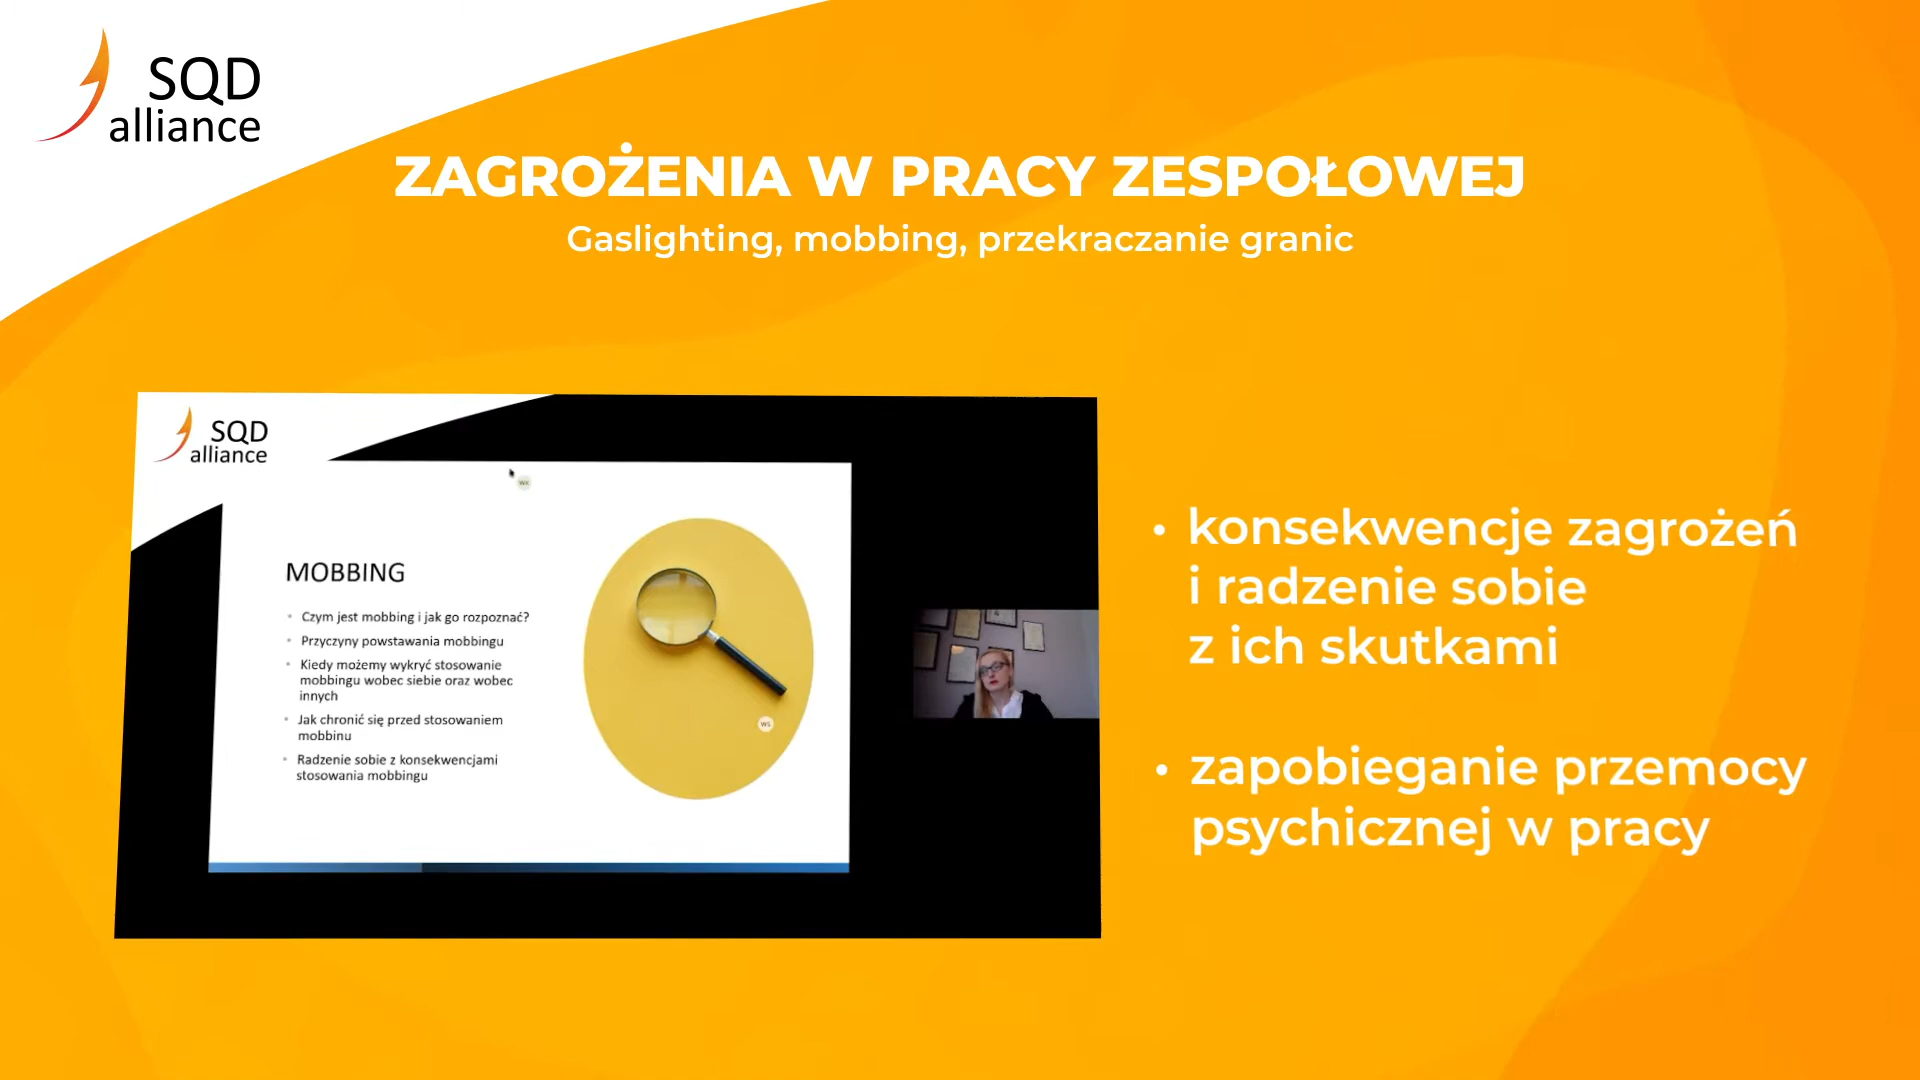 SQD
alliance
ZAGROŻENIA W PRACY ZESPOŁOWEJ
Gaslighting, mobbing, przekraczanie granic
SQD
alliance
WK
MOBBING
• Czym jest mobbing i jak go rozpoznać?
• Przyczyny powstawania mobbingu
• Kiedy możemy wykryć stosowanie
mobbingu wobec siebie oraz wobec
innych
• Jak chronić się przed stosowaniem
mobbinu
• Radzenie sobie z konsekwencjami
stosowania mobbingu
WS
• konsekwencje zagrożeń
i radzenie sobie
z ich skutkami
• zapobieganie przemocy
psychicznej w pracy